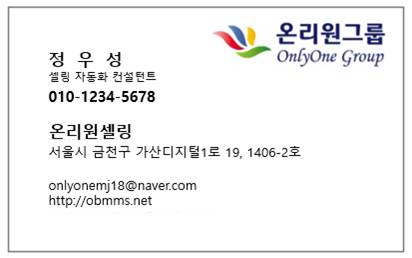 온리원그룹
OnlyOne Group
정 우 성
셀링 자동화 컨설턴트
010-1234-5678
온리원셀링
서울시 금천구 가산디지털1로 19, 1406-2호
onlyonemj18@naver.com
http://obmms.net